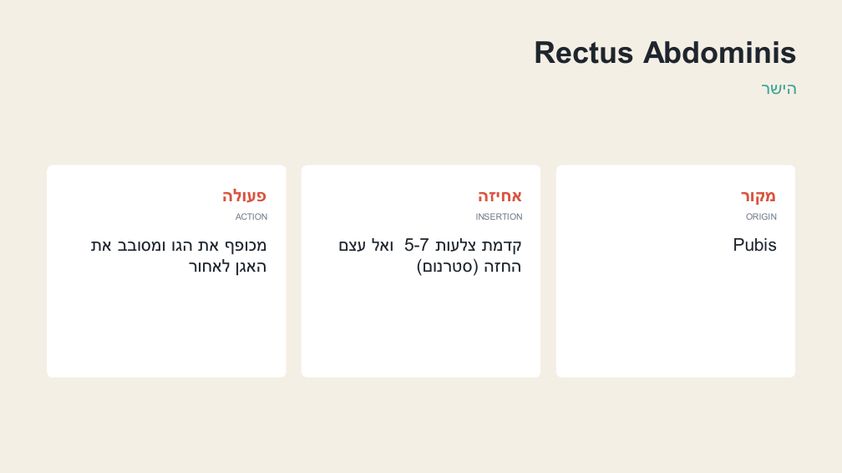 Rectus Abdominis
הישר
מקור
ORIGIN
Pubis
אחיזה
INSERTION
קדמת צלעות 5-7 ואל עצם
החזה (סטרנום)
פעולה
ACTION
מכופף את הגו ומסובב את
האגן לאחור